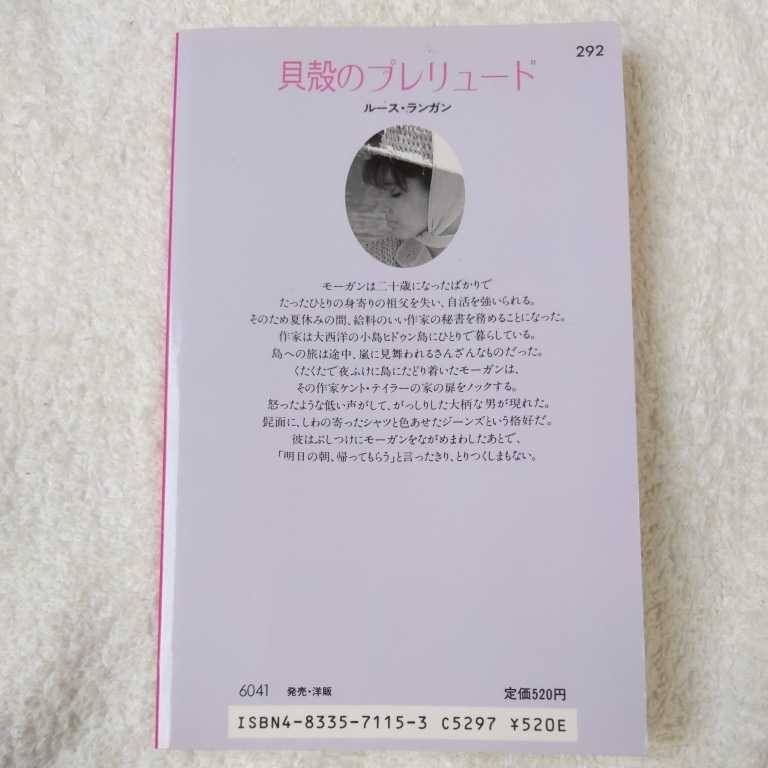 292
貝殻のプレリュード
ルース・ランガン
モーガンは二十歳になったばかりで
たったひとりの身寄りの祖父を失い、自活を強いられる。
そのため夏休みの間、給料のいい作家の秘書を務めることになった。
作家は大西洋の小島ヒドゥン島にひとりで暮らしている。
島への旅は途中、嵐に見舞われるさんざんなものだった。
くたくたで夜ふけに島にたどり着いたモーガンは、
その作家ケント・テイラーの家の扉をノックする。
怒ったような低い声がして、がっしりした大柄な男が現れた。
髭面に、しわの寄ったシャツと色あせたジーンズという格好だ。
彼はぶしつけにモーガンをながめまわしたあとで、
「明日の朝、帰ってもらう」と言ったきり、とりつくしまもない。
6041 発売・洋販 定価520円
ISBN4-8335-7115-3 C5297 ¥520E